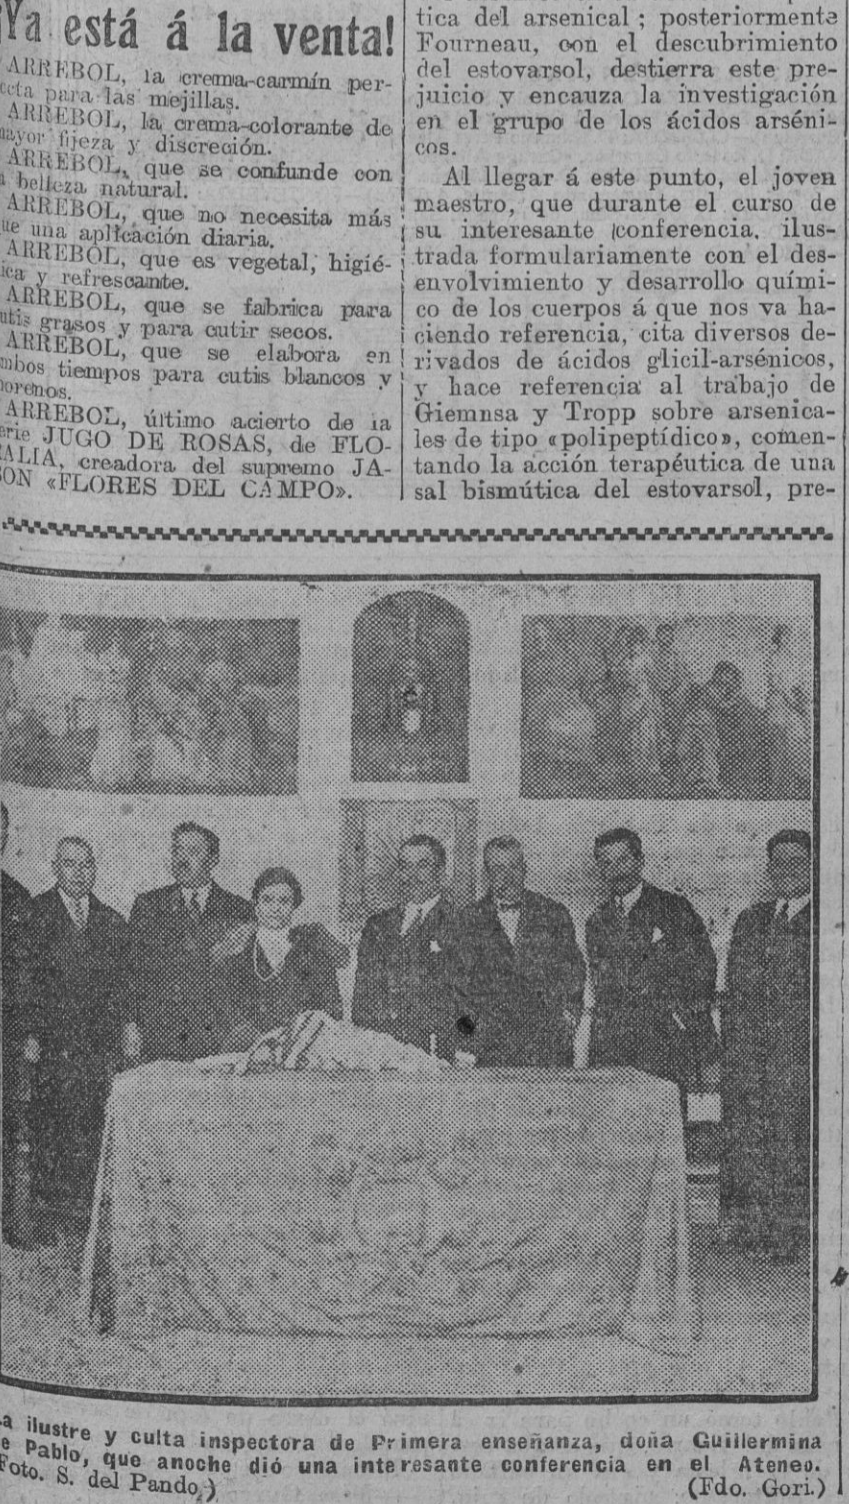 ¡Ya está á la venta!
ARREBOL, la crema-carmín per-
ecta para las mejillas.
ARREBOL, la crema-colorante de
mayor fijeza y discreción.
ARREBOL, que se confunde con
a belleza natural.
ARREBOL, que no necesita más
ue una aplicación diaria.
ARREBOL, que es vegetal, higié-
ica y refrescante.
ARREBOL, que se fabrica para
utis grasos y para cutir secos.
ARREBOL, que se elabora en
mbos tiempos para cutis blancos y
morenos.
ARREBOL, último acierto de la
erie JUGO DE ROSAS, de FLO-
RALIA, creadora del supremo JA-
BON «FLORES DEL CAMPO».
tica del arsenical; posteriormente
Fourneau, con el descubrimiento
del estovarsol, destierra este pre-
juicio y encauza la investigación
en el grupo de los ácidos arséni-
cos.
Al llegar á este punto, el joven
maestro, que durante el curso de
su interesante conferencia, ilus-
trada formulariamente con el des-
envolvimiento y desarrollo quími-
co de los cuerpos á que nos va ha-
ciendo referencia, cita diversos de-
rivados de ácidos glicil-arsénicos,
y hace referencia al trabajo de
Giemnsa y Tropp sobre arsenica-
les de tipo «polipeptídico», comen-
tando la acción terapéutica de una
sal bismútica del estovarsol, pre-
La ilustre y culta inspectora de Primera enseñanza, doña Guillermina
e Pablo, que anoche dió una interesante conferencia en el Ateneo.
Foto. S. del Pando.) (Fdo. Gori.)